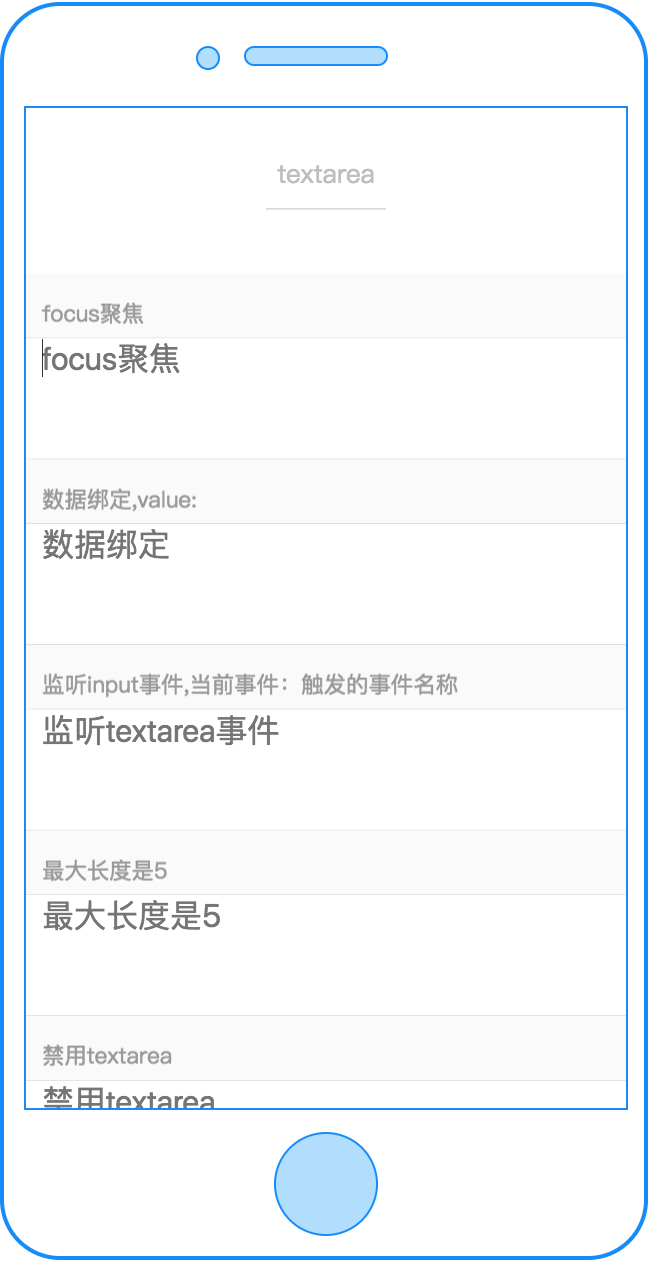 textarea
focus聚焦
focus聚焦
数据绑定,value:
数据绑定
监听input事件,当前事件：触发的事件名称
监听textarea事件
最大长度是5
最大长度是5
禁用textarea
禁用textarea